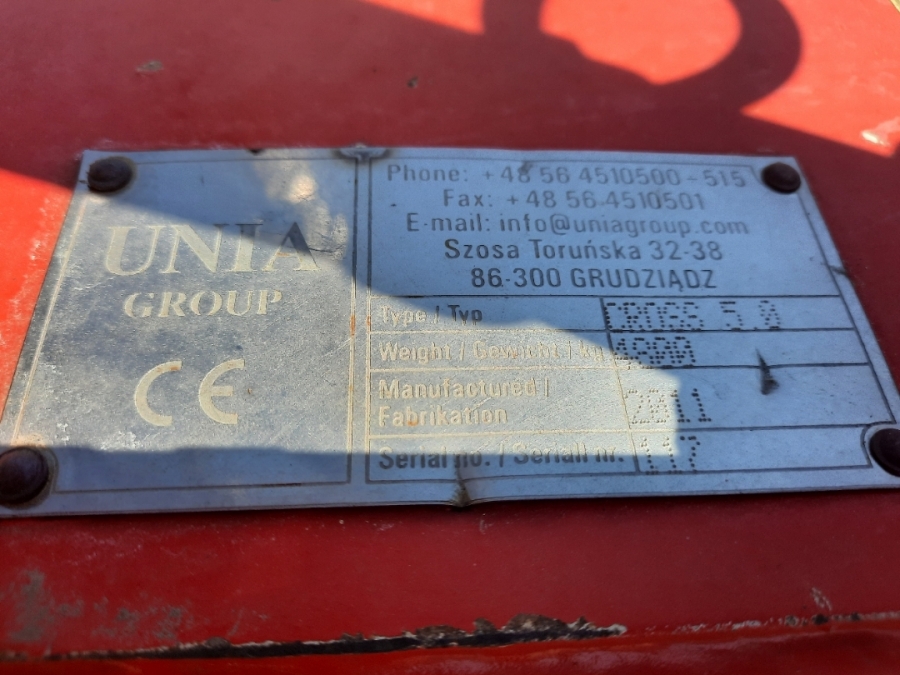 UNIA
GROUP
CE
Phone: +48 56 4510500-515
Fax: +48 56 4510501
E-mail: info@uniagroup.com
Szosa Toruńska 32-38
86-300 GRUDZIĄDZ
Type / Typ CROSS 5.0
Weight / Gewicht / kg 4800
Manufactured / Fabrikation 2011
Serial no. / Seriall nr. 117